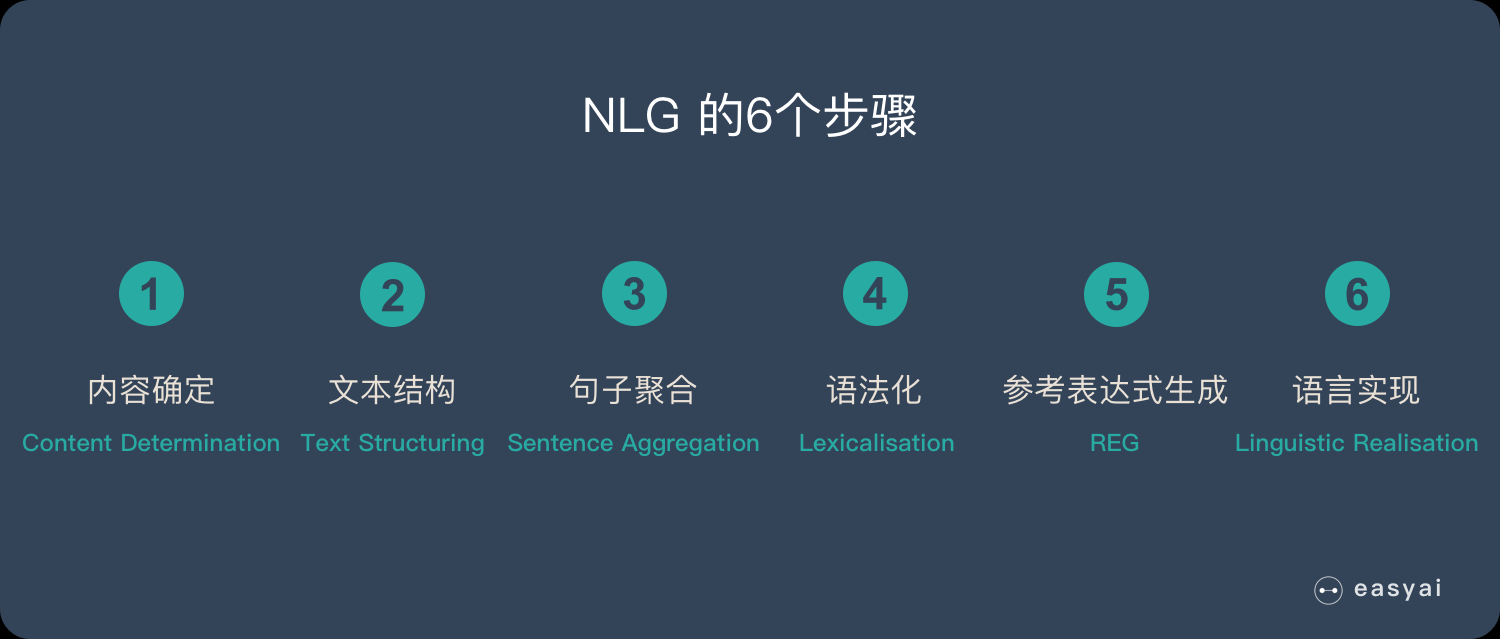 NLG 的6个步骤
1
2
3
4
5
6
内容确定
文本结构
句子聚合
语法化
参考表达式生成
语言实现
Content Determination
Text Structuring
Sentence Aggregation
Lexicalisation
REG
Linguistic Realisation
easyai